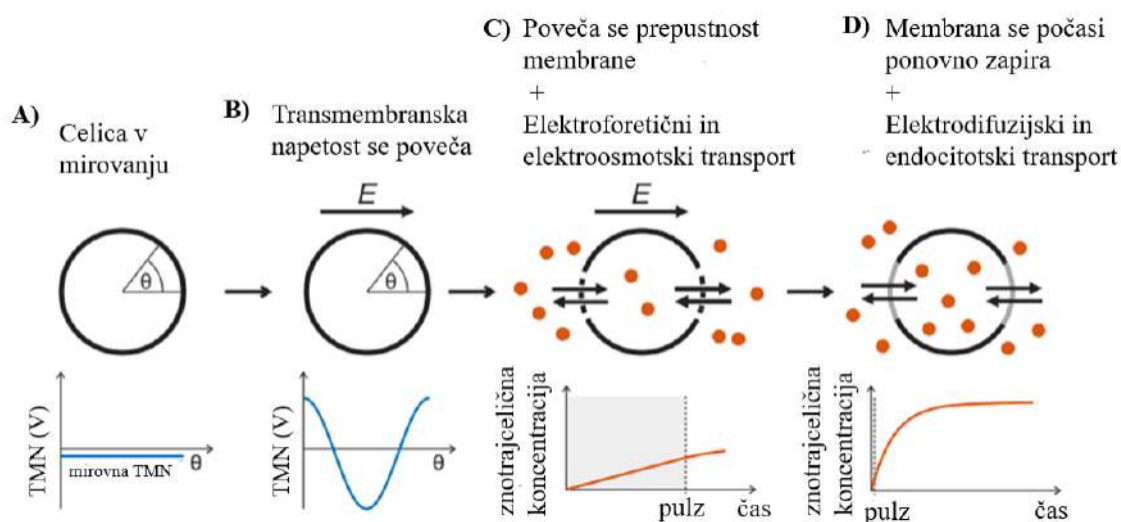 A) Celica v
mirovanju
B) Transmembranska
napetost se poveča
C) Poveča se prepustnost
membrane
+
Elektroforetični in
elektroosmotski transport
D) Membrana se počasi
ponovno zapira
+
Elektrodifuzijski in
endocitotski transport
θ
E
θ
E
TMN (V)
mirovna TMN
θ
TMN (V)
θ
znotrajcelična
koncentracija
pulz
čas
znotrajcelična
koncentracija
pulz
čas